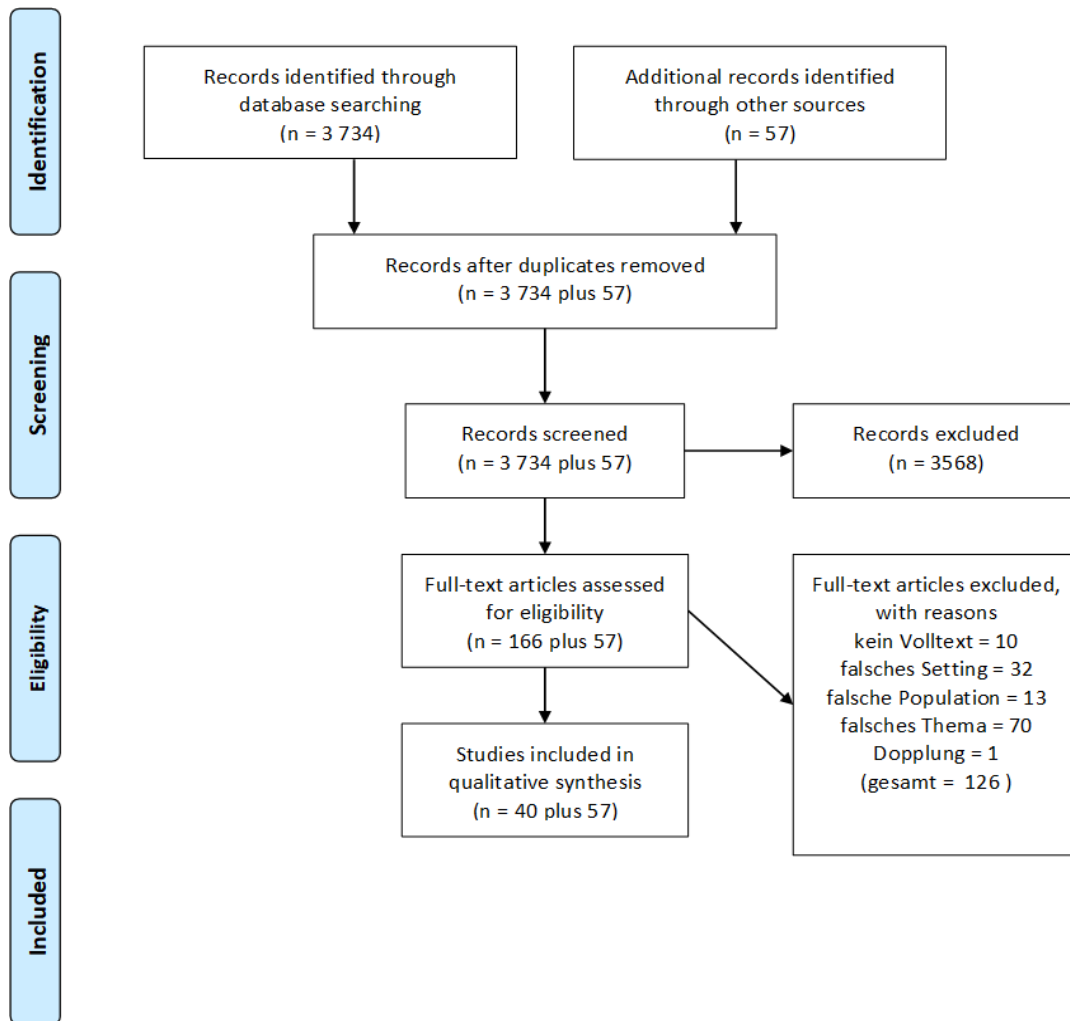 Identification
Records identified through
database searching
(n = 3 734)
Additional records identified
through other sources
(n = 57)
Records after duplicates removed
(n = 3 734 plus 57)
Screening
Records screened
(n = 3 734 plus 57)
Records excluded
(n = 3568)
Eligibility
Full-text articles assessed
for eligibility
(n = 166 plus 57)
Full-text articles excluded,
with reasons
kein Volltext = 10
falsches Setting = 32
falsche Population = 13
falsches Thema = 70
Dopplung = 1
(gesamt = 126 )
Studies included in
qualitative synthesis
(n = 40 plus 57)
Included